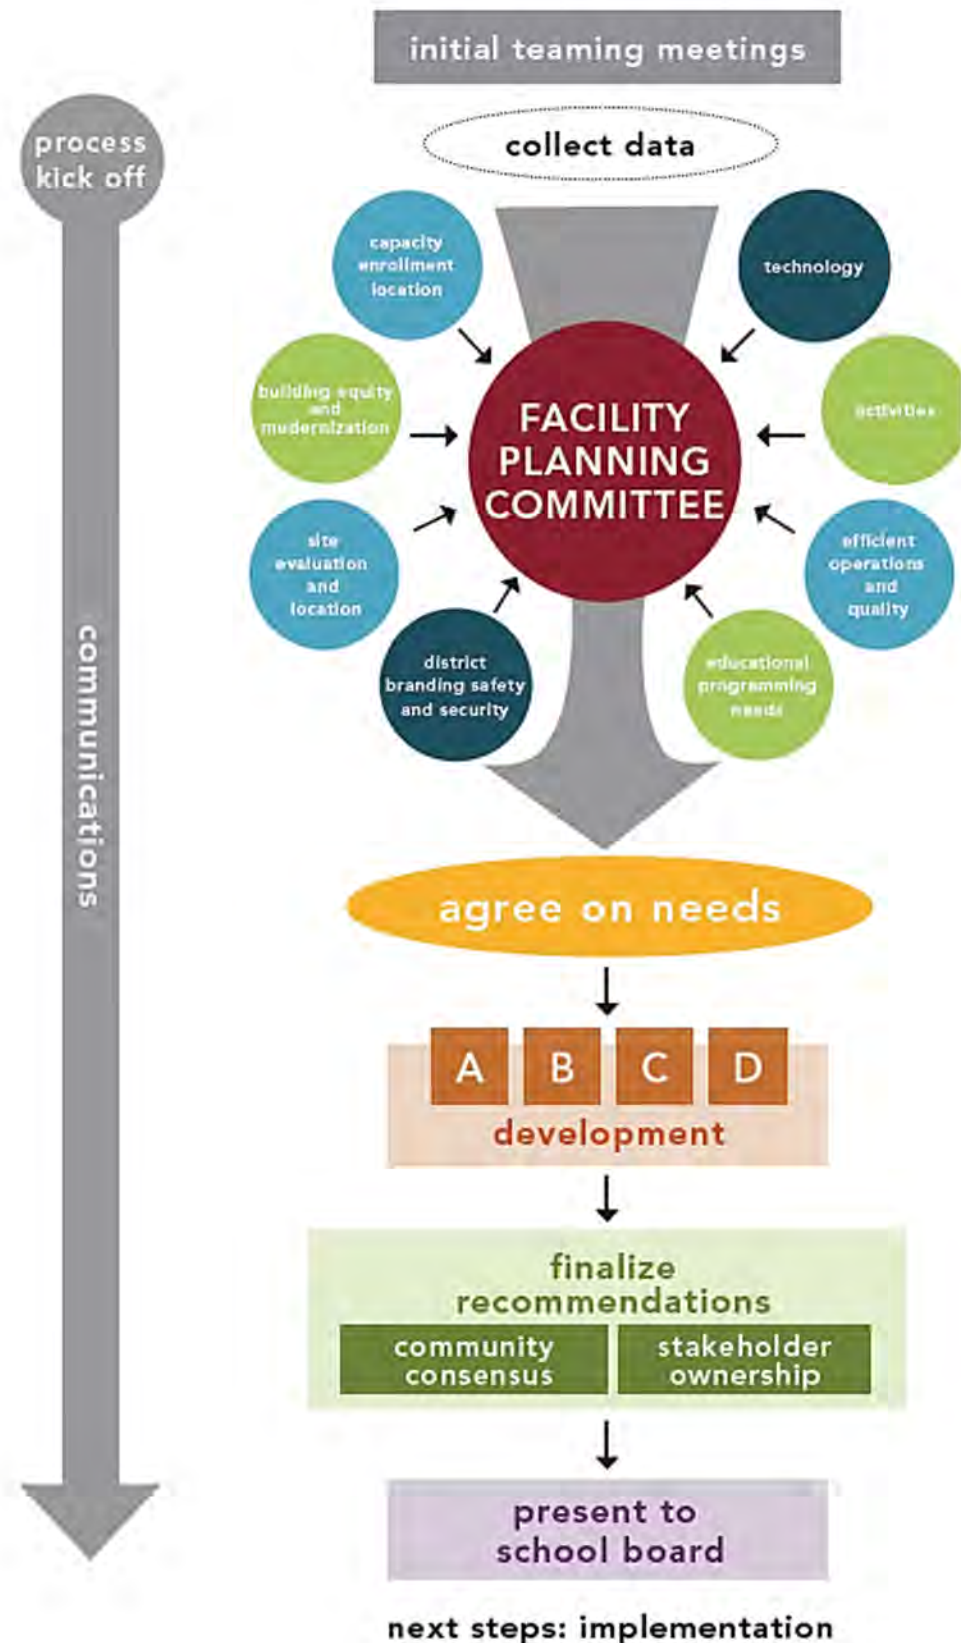 initial teaming meetings
process
kick off
collect data
capacity
enrollment
location
technology
building equity
and
modernization
activities
FACILITY
PLANNING
COMMITTEE
site
evaluation
and
location
efficient
operations
and
quality
district
branding safety
and security
educational
programming
needs
communications
agree on needs
A B C D
development
finalize
recommendations
community
consensus
stakeholder
ownership
present to
school board
next steps: implementation